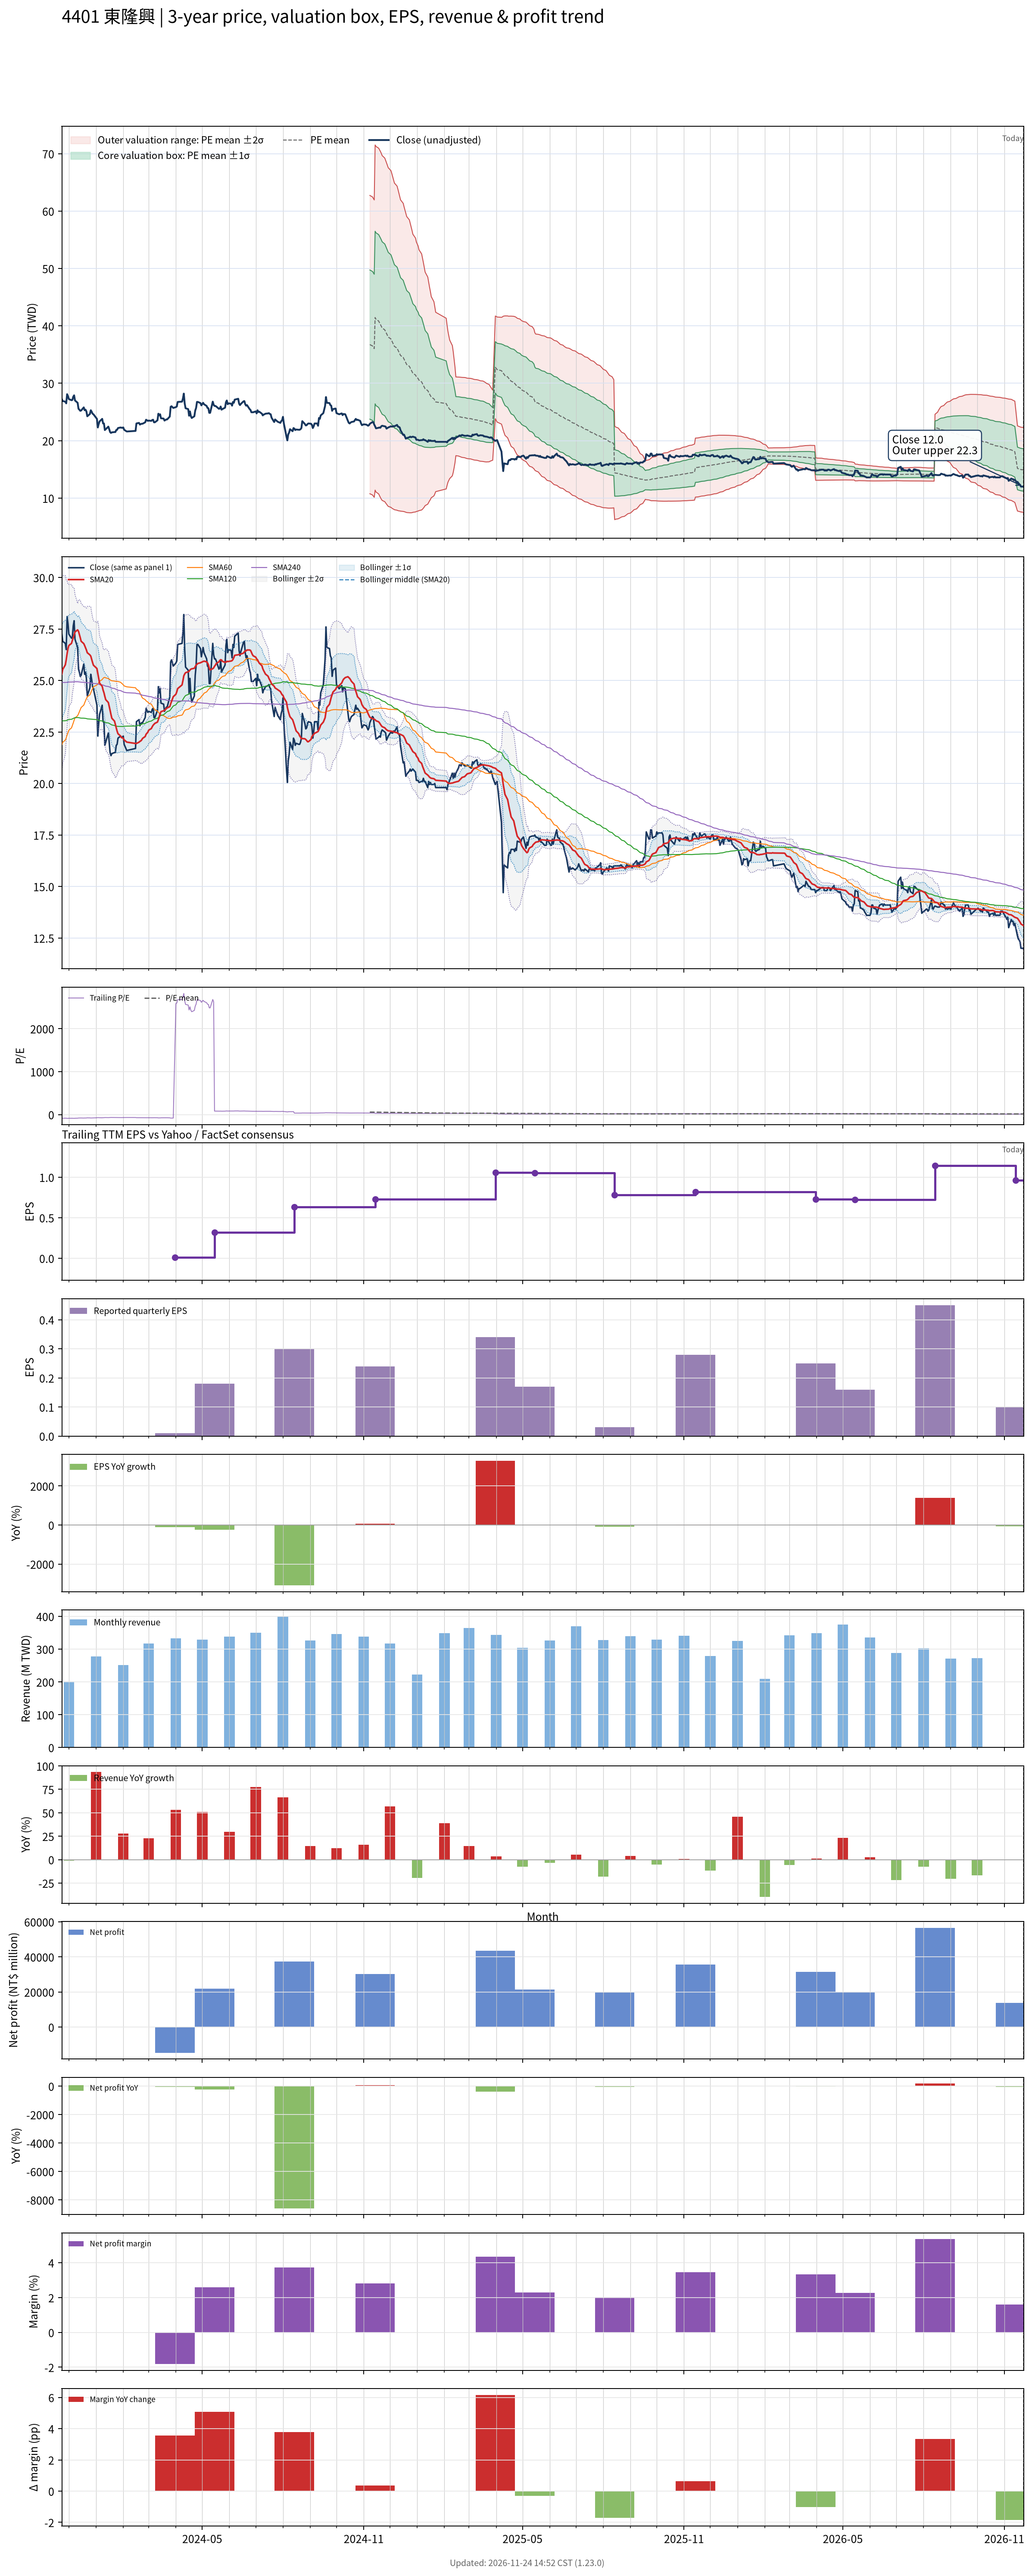 4401 東隆興 | 3-year price, valuation box, EPS, revenue & profit trend
Outer valuation range: PE mean ±2σ
Core valuation box: PE mean ±1σ
PE mean
Close (unadjusted)
Today
Price (TWD)
70
60
50
40
30
20
10
Close 12.0
Outer upper 22.3
Close (same as panel 1)
SMA20
SMA60
SMA120
SMA240
Bollinger ±2σ
Bollinger ±1σ
Bollinger middle (SMA20)
Price
30.0
27.5
25.0
22.5
20.0
17.5
15.0
12.5
Trailing P/E
P/E mean
P/E
2000
1000
0
Trailing TTM EPS vs Yahoo / FactSet consensus
Today
EPS
1.0
0.5
0.0
Reported quarterly EPS
EPS
0.4
0.3
0.2
0.1
0.0
EPS YoY growth
YoY (%)
2000
0
-2000
Monthly revenue
Revenue (M TWD)
400
300
200
100
0
Revenue YoY growth
YoY (%)
100
75
50
25
0
-25
Month
Net profit
Net profit (NT$ million)
60000
40000
20000
0
Net profit YoY
YoY (%)
0
-2000
-4000
-6000
-8000
Net profit margin
Margin (%)
4
2
0
-2
Margin YoY change
Δ margin (pp)
6
4
2
0
-2
2024-05
2024-11
2025-05
2025-11
2026-05
2026-11
Updated: 2026-11-24 14:52 CST (1.23.0)